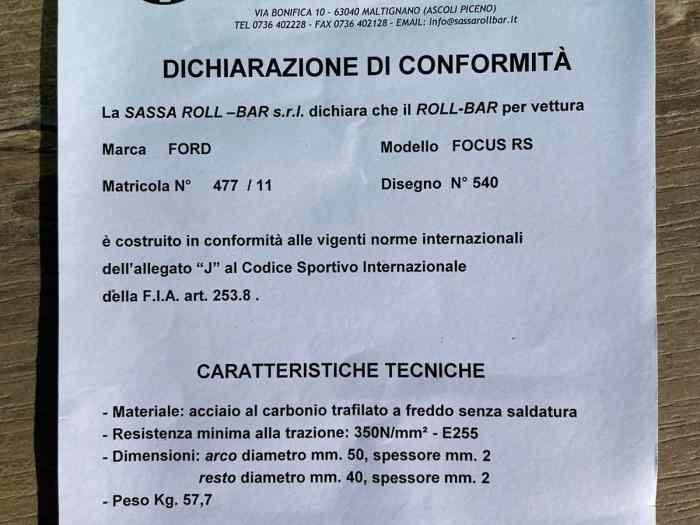 VIA BONIFICA 10 - 63040 MALTIGNANO (ASCOLI PICENO)
TEL 0736 402228 - FAX 0736 402128 - EMAIL: info@sassarollbar.it
DICHIARAZIONE DI CONFORMITÀ
La SASSA ROLL –BAR s.r.l. dichiara che il ROLL-BAR per vettura
Marca FORD Modello FOCUS RS
Matricola N° 477 / 11 Disegno N° 540
è costruito in conformità alle vigenti norme internazionali
dell'allegato “J” al Codice Sportivo Internazionale
della F.I.A. art. 253.8 .
CARATTERISTICHE TECNICHE
- Materiale: acciaio al carbonio trafilato a freddo senza saldatura
- Resistenza minima alla trazione: 350N/mm² - E255
- Dimensioni: arco diametro mm. 50, spessore mm. 2
resto diametro mm. 40, spessore mm. 2
- Peso Kg. 57,7